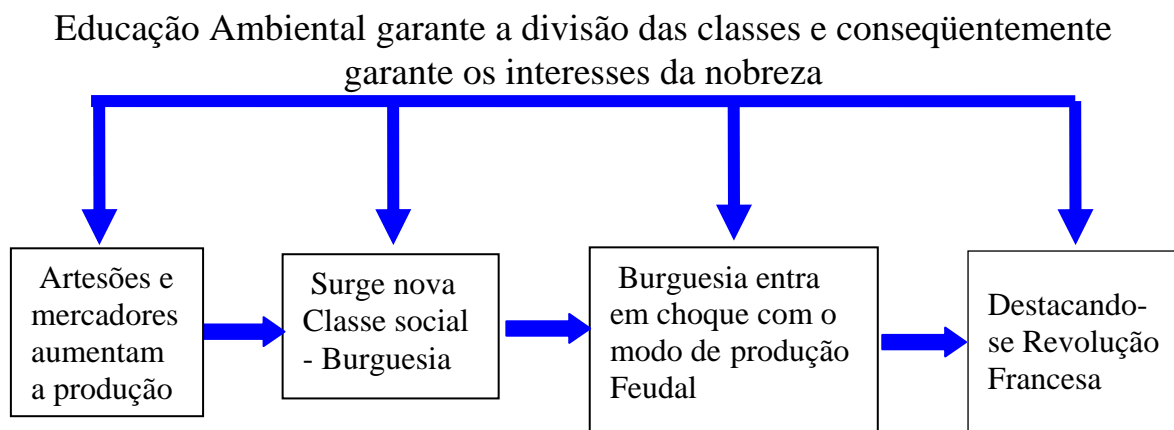 Educação Ambiental garante a divisão das classes e conseqüentemente
garante os interesses da nobreza
Artesões e
mercadores
aumentam
a produção
Surge nova
Classe social
- Burguesia
Burguesia entra
em choque com o
modo de produção
Feudal
Destacando-
se Revolução
Francesa